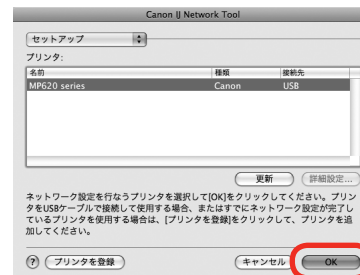 Canon IJ Network Tool
セットアップ
プリンタ:
名前 種類 接続先
MP620 series Canon USB
更新 詳細設定...
ネットワーク設定を行なうプリンタを選択して[OK]をクリックしてください。プリン
タをUSBケーブルで接続して使用する場合、またはすでにネットワーク設定が完了し
ているプリンタを使用する場合は、[プリンタを登録]をクリックして、プリンタを追
加してください。
? プリンタを登録 キャンセル OK